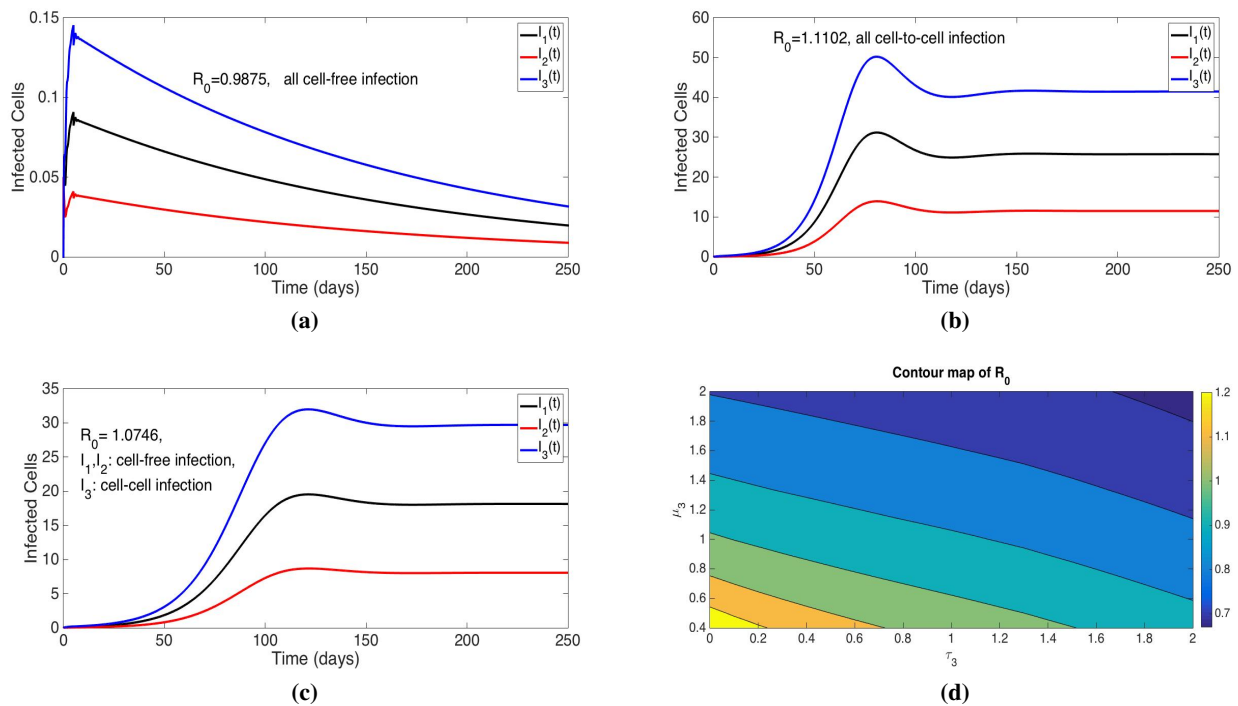 0.15
0.1
0.05
0
Infected Cells
R0=0.9875, all cell-free infection
I1(t)
I2(t)
I3(t)
0 50 100 150 200 250
Time (days)
(a)
60
50
40
30
20
10
0
Infected Cells
R0=1.1102, all cell-to-cell infection
I1(t)
I2(t)
I3(t)
0 50 100 150 200 250
Time (days)
(b)
35
30
25
20
15
10
5
0
Infected Cells
R0= 1.0746,
I1,I2: cell-free infection,
I3: cell-cell infection
I1(t)
I2(t)
I3(t)
0 50 100 150 200 250
Time (days)
(c)
Contour map of R0
2
1.8
1.6
1.4
1.2
1
0.8
0.6
0.4
μ3
0 0.2 0.4 0.6 0.8 1 1.2 1.4 1.6 1.8 2
τ3
1.2
1.1
1
0.9
0.8
0.7
(d)